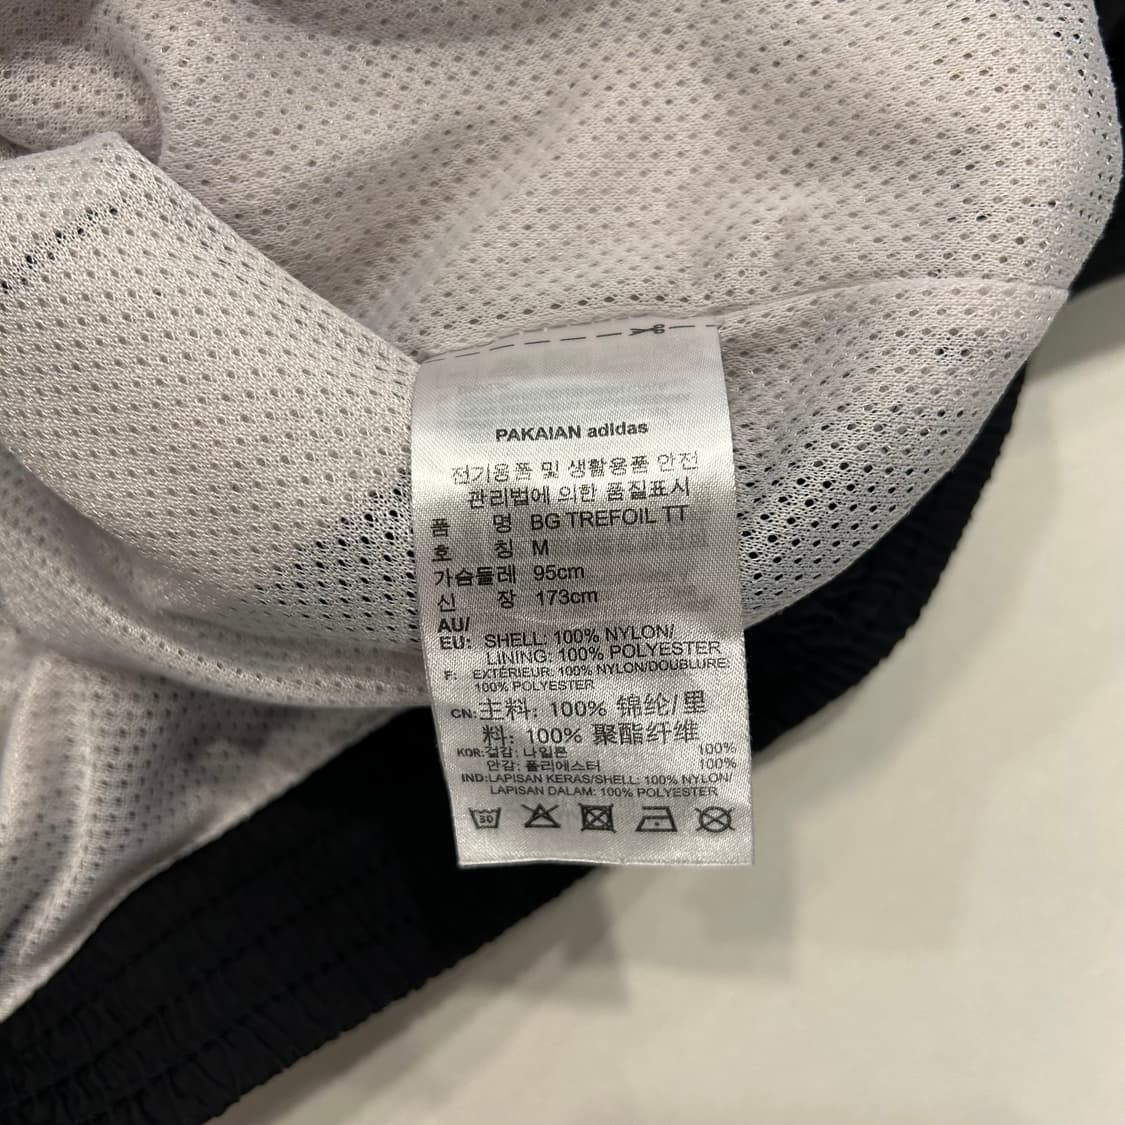 PAKAIAN adidas
전기용품 및 생활용품 안전
관리법에 의한 품질표시
품 명 BG TREFOIL TT
호 칭 M
가슴둘레 95cm
신 장 173cm
AU/
EU: SHELL: 100% NYLON/
LINING: 100% POLYESTER
F: EXTERIEUR: 100% NYLON/DOUBLURE:
100% POLYESTER
CN:主料: 100% 锦纶/里
料: 100% 聚酯纤维
KOR:겉감: 나일론 100%
안감: 폴리에스터 100%
IND:LAPISAN KERAS/SHELL: 100% NYLON/
LAPISAN DALAM: 100% POLYESTER
30